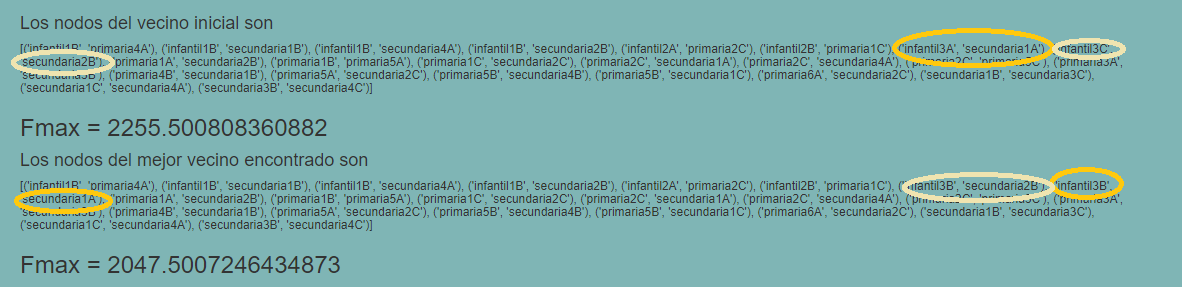 Los nodos del vecino inicial son
[('infantil1B', 'primaria4A'), ('infantil1B', 'secundaria1B'), ('infantil1B', 'secundaria4A'), ('infantil1B', 'secundaria2B'), ('infantil2A', 'primaria2C'), ('infantil2B', 'primaria1C'), ('infantil3A', 'secundaria1A'), ('infantil3C',
'secundaria2B'), ('primaria1A', 'secundaria2B'), ('primaria1B', 'primaria5A'), ('primaria1C', 'secundaria2C'), ('primaria2C', 'secundaria1A'), ('primaria2C', 'secundaria4A'), ('primaria2C', 'primaria3C'), ('primaria3A',
'secundaria3B'), ('primaria4B', 'secundaria1B'), ('primaria5A', 'secundaria2C'), ('primaria5B', 'secundaria4B'), ('primaria5B', 'secundaria1C'), ('primaria6A', 'secundaria2C'), ('secundaria1B', 'secundaria3C'),
('secundaria1C', 'secundaria4A'), ('secundaria3B', 'secundaria4C')]
Fmax = 2255.500808360882
Los nodos del mejor vecino encontrado son
[('infantil1B', 'primaria4A'), ('infantil1B', 'secundaria1B'), ('infantil1B', 'secundaria4A'), ('infantil1B', 'secundaria2B'), ('infantil2A', 'primaria2C'), ('infantil2B', 'primaria1C'), ('infantil3B', 'secundaria2B'), ('infantil3B',
'secundaria1A'), ('primaria1A', 'secundaria2B'), ('primaria1B', 'primaria5A'), ('primaria1C', 'secundaria2C'), ('primaria2C', 'secundaria1A'), ('primaria2C', 'secundaria4A'), ('primaria2C', 'primaria3C'), ('primaria3A',
'secundaria3B'), ('primaria4B', 'secundaria1B'), ('primaria5A', 'secundaria2C'), ('primaria5B', 'secundaria4B'), ('primaria5B', 'secundaria1C'), ('primaria6A', 'secundaria2C'), ('secundaria1B', 'secundaria3C'),
('secundaria1C', 'secundaria4A'), ('secundaria3B', 'secundaria4C')]
Fmax = 2047.5007246434873